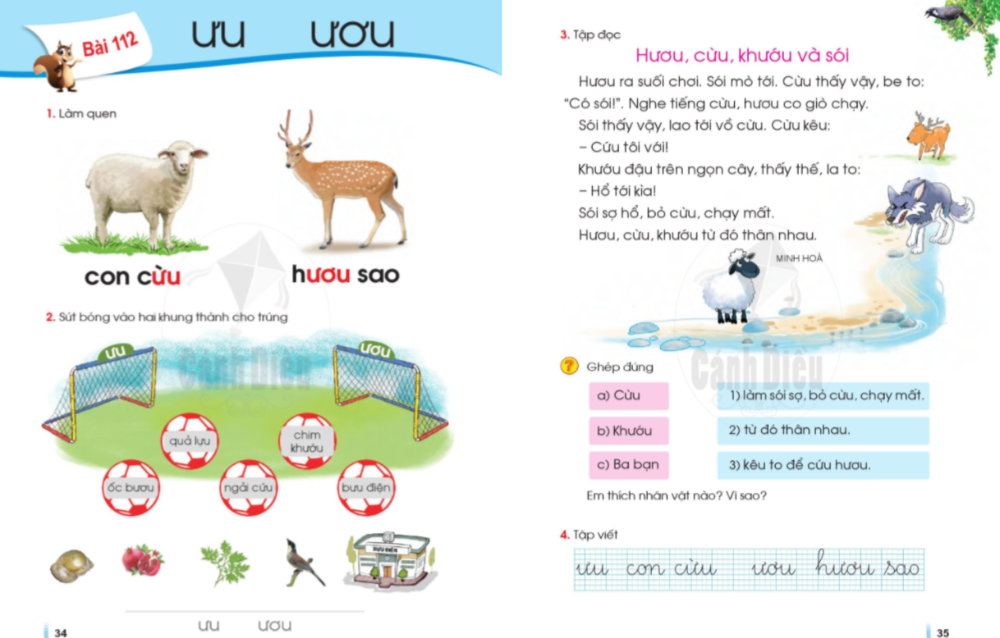 Bài 112
ưu ươu
1. Làm quen
con cừu
hươu sao
2. Sút bóng vào hai khung thành cho trúng
ưu
ươu
quả lựu
chim
khướu
ốc bươu
ngải cứu
bưu điện
BƯU ĐIỆN
ưu ươu
34
3. Tập đọc
Hươu, cừu, khướu và sói
Hươu ra suối chơi. Sói mò tới. Cừu thấy vậy, be to:
“Có sói!”. Nghe tiếng cừu, hươu co giò chạy.
Sói thấy vậy, lao tới vồ cừu. Cừu kêu:
– Cứu tôi với!
Khướu đậu trên ngọn cây, thấy thế, la to:
– Hổ tới kìa!
Sói sợ hổ, bỏ cừu, chạy mất.
Hươu, cừu, khướu từ đó thân nhau.
MINH HOÀ
Cánh Diều
Cánh Diều
? Ghép đúng
a) Cừu
1) làm sói sợ, bỏ cừu, chạy mất.
b) Khướu
2) từ đó thân nhau.
c) Ba bạn
3) kêu to để cứu hươu.
Em thích nhân vật nào? Vì sao?
4. Tập viết
ưu con cừu ươu hươu sao
35